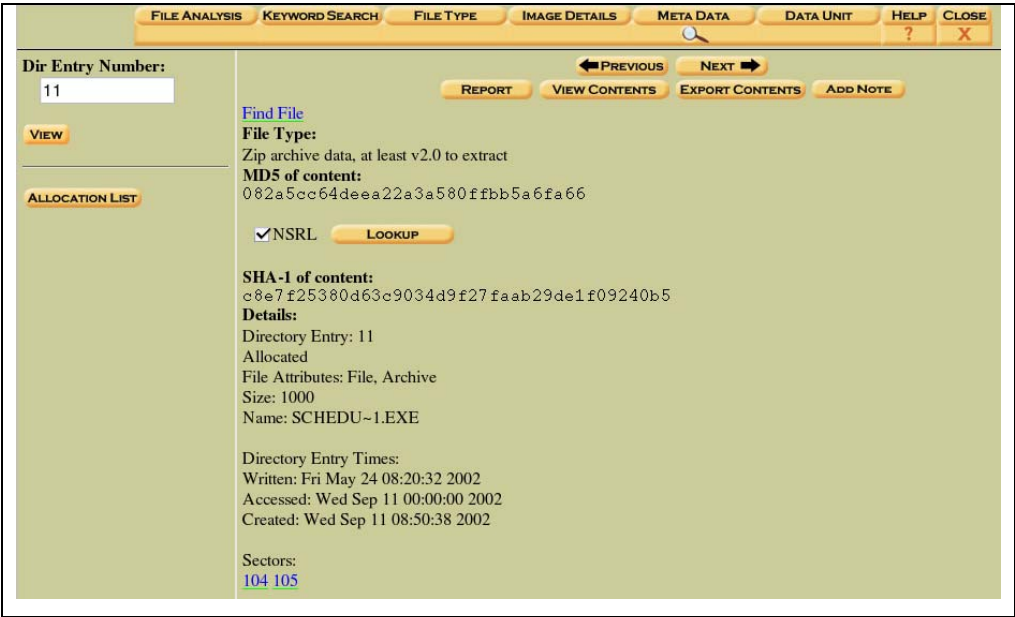 FILE ANALYSIS KEYWORD SEARCH FILE TYPE IMAGE DETAILS META DATA DATA UNIT HELP CLOSE
? X
Dir Entry Number:
11
VIEW
ALLOCATION LIST
PREVIOUS NEXT
REPORT VIEW CONTENTS EXPORT CONTENTS ADD NOTE
Find File
File Type:
Zip archive data, at least v2.0 to extract
MD5 of content:
082a5cc64deea22a3a580ffbb5a6fa66
NSRL LOOKUP
SHA-1 of content:
c8e7f25380d63c9034d9f27faab29de1f09240b5
Details:
Directory Entry: 11
Allocated
File Attributes: File, Archive
Size: 1000
Name: SCHEDU~1.EXE
Directory Entry Times:
Written: Fri May 24 08:20:32 2002
Accessed: Wed Sep 11 00:00:00 2002
Created: Wed Sep 11 08:50:38 2002
Sectors:
104 105